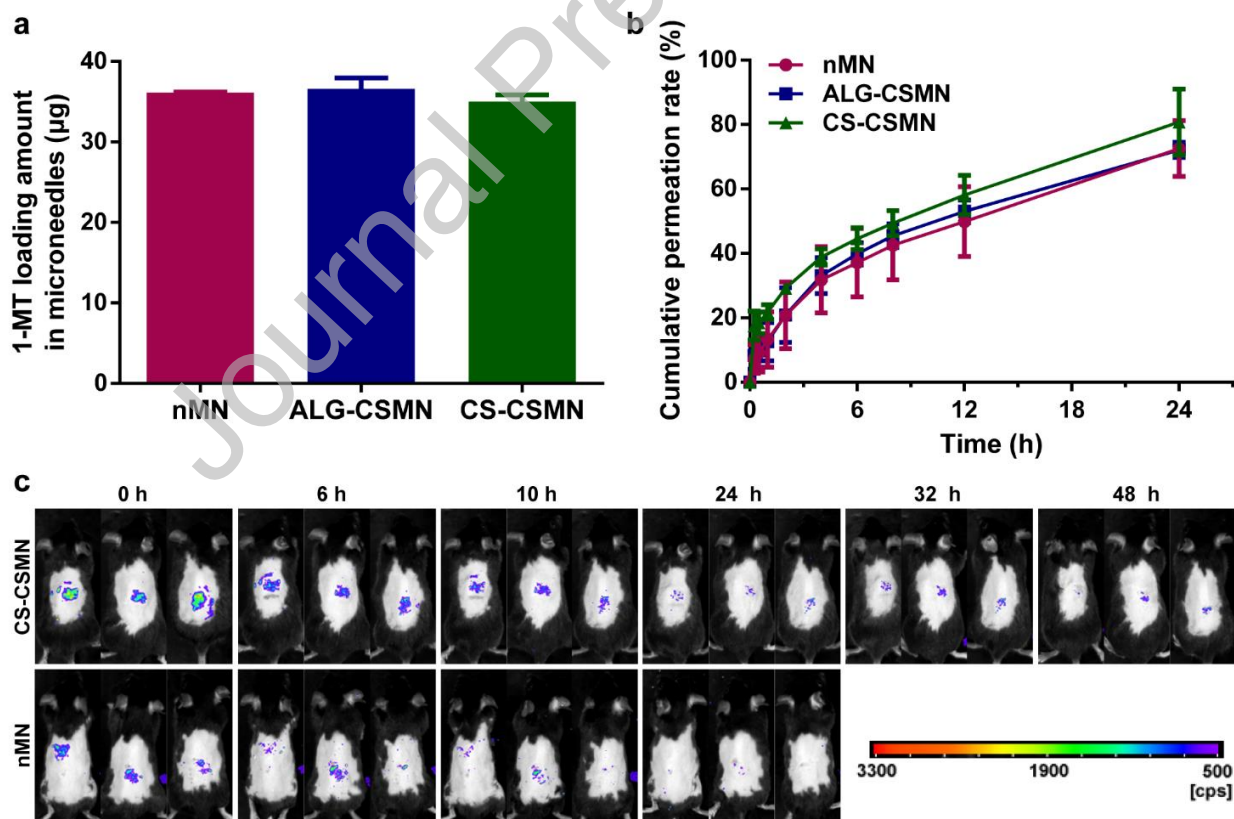 a
1-MT loading amount
in microneedles (μg)
40
30
20
10
0
nMN ALG-CSMN CS-CSMN
b
Cumulative permeation rate (%)
100
80
60
40
20
0
nMN
ALG-CSMN
CS-CSMN
0 6 12 18 24
Time (h)
Journal Pre
c
0 h 6 h 10 h 24 h 32 h 48 h
CS-CSMN
nMN
3300 1900 500
[cps]